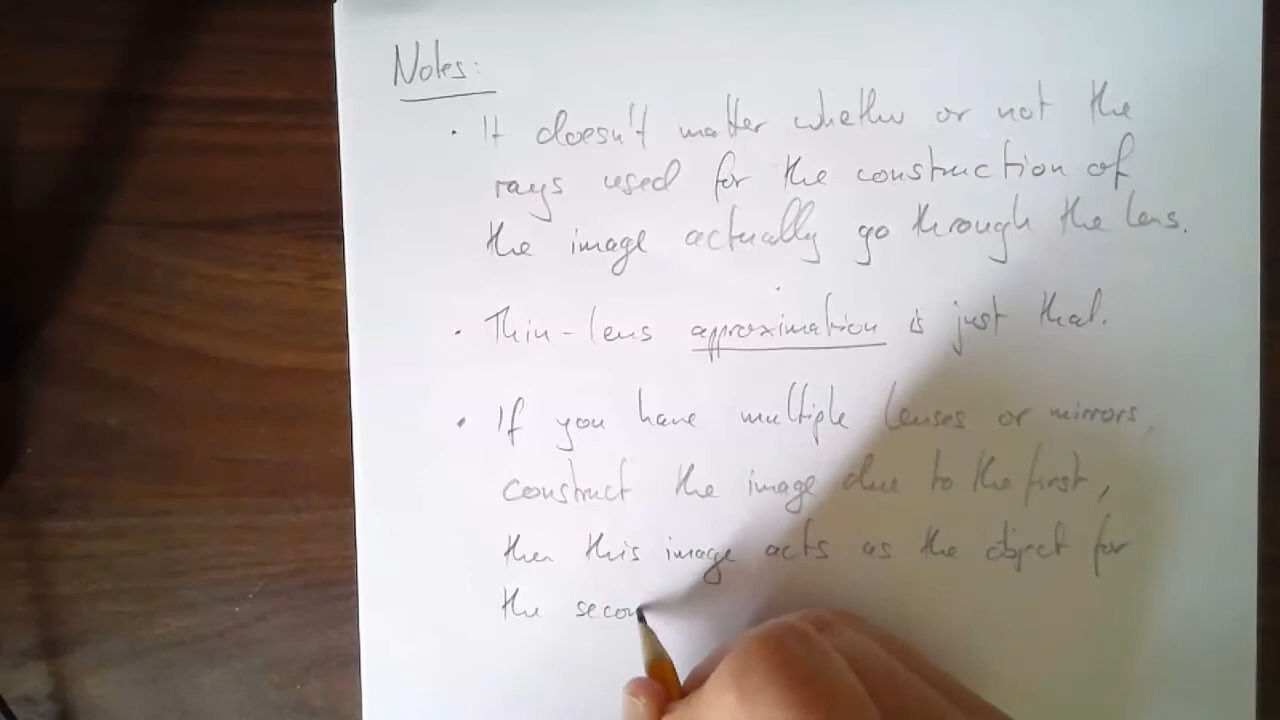 Notes:
· It doesn't matter whether or not the
rays used for the construction of
the image actually go through the lens.
· Thin-lens approximation is just that.
· If you have multiple lenses or mirrors,
construct the image due to the first,
then this image acts as the object for
the secon